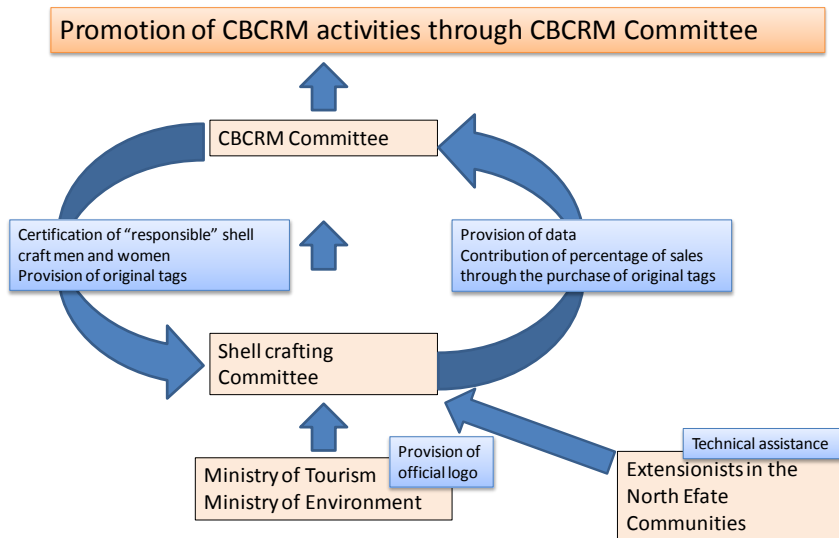 Promotion of CBCRM activities through CBCRM Committee
CBCRM Committee
Certification of “responsible” shell
craft men and women
Provision of original tags
Provision of data
Contribution of percentage of sales
through the purchase of original tags
Shell crafting
Committee
Provision of
official logo
Ministry of Tourism
Ministry of Environment
Technical assistance
Extensionists in the
North Efate
Communities